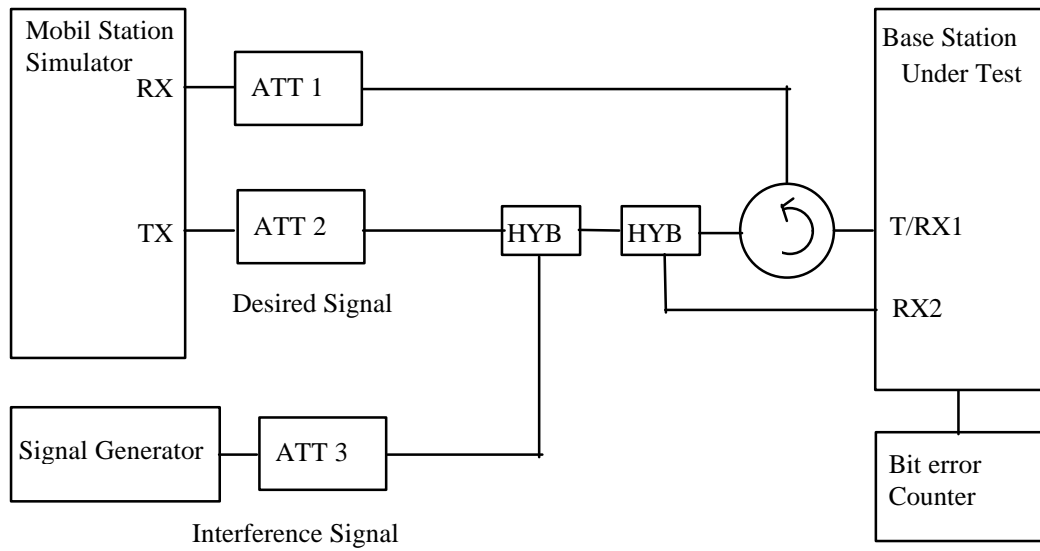 Mobil Station
Simulator
RX
TX
ATT 1
ATT 2
Desired Signal
HYB
HYB
Base Station
Under Test
T/RX1
RX2
Signal Generator
ATT 3
Interference Signal
Bit error
Counter